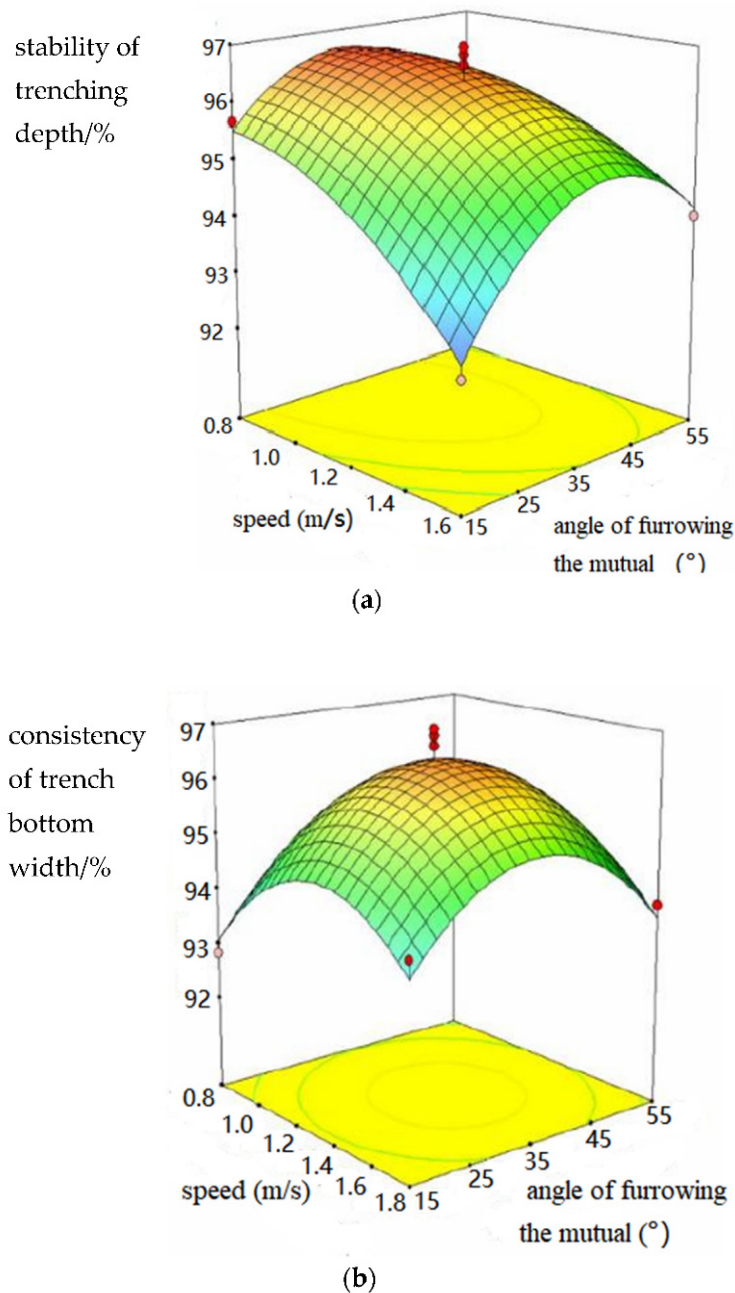 stability of
trenching
depth/%
97
96
95
94
93
92
0.8
1.0
1.2
1.4
1.6
speed (m/s)
15
25
35
45
55
angle of furrowing
the mutual (°)
(a)
consistency
of trench
bottom
width/%
97
96
95
94
93
92
0.8
1.0
1.2
1.4
1.6
1.8
speed (m/s)
15
25
35
45
55
angle of furrowing
the mutual (°)
(b)